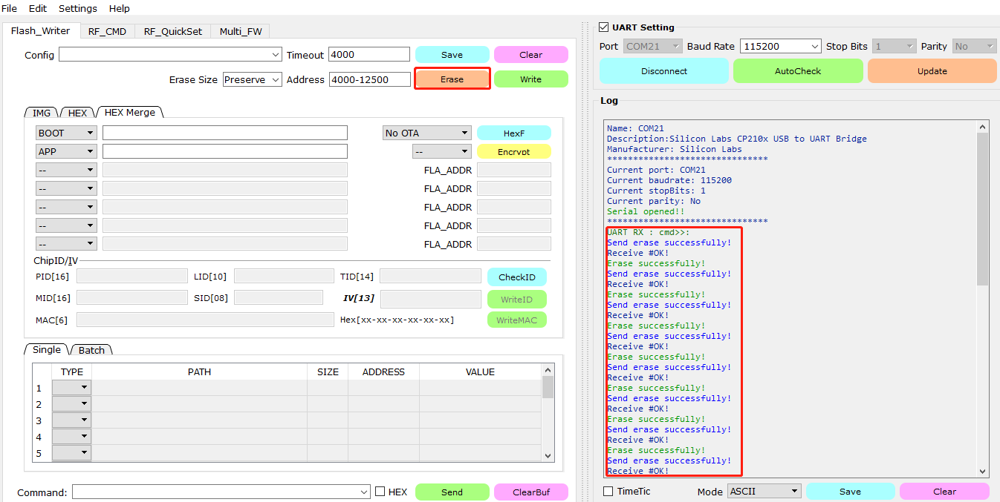 File Edit Settings Help
Flash_Writer RF_CMD RF_QuickSet Multi_FW
Config Timeout 4000 Save Clear
Erase Size Preserve Address 4000-12500 Erase Write
IMG HEX HEX Merge
BOOT No OTA HexF
APP -- Encrypt
-- FLA_ADDR
-- FLA_ADDR
-- FLA_ADDR
-- FLA_ADDR
-- FLA_ADDR
ChipID/IV
PID[16] LID[10] TID[14] CheckID
MID[16] SID[08] IV[13] WriteID
MAC[6] Hex[xx-xx-xx-xx-xx-xx] WriteMAC
Single Batch
TYPE PATH SIZE ADDRESS VALUE
1
2
3
4
5
Command: HEX Send ClearBuf
UART Setting
Port COM21 Baud Rate 115200 Stop Bits 1 Parity No
Disconnect AutoCheck Update
Log
Name: COM21
Description:Silicon Labs CP210x USB to UART Bridge
Manufacturer: Silicon Labs
*******************************
Current port: COM21
Current baudrate: 115200
Current stopBits: 1
Current parity: No
Serial opened!!
*******************************
UART RX : cmd>>:
Send erase successfully!
Receive #OK!
Erase successfully!
Send erase successfully!
Receive #OK!
Erase successfully!
Send erase successfully!
Receive #OK!
Erase successfully!
Send erase successfully!
Receive #OK!
Erase successfully!
Send erase successfully!
Receive #OK!
Erase successfully!
Send erase successfully!
Receive #OK!
Erase successfully!
Send erase successfully!
Receive #OK!
Erase successfully!
Send erase successfully!
Receive #OK!
TimeTic Mode ASCII Save Clear